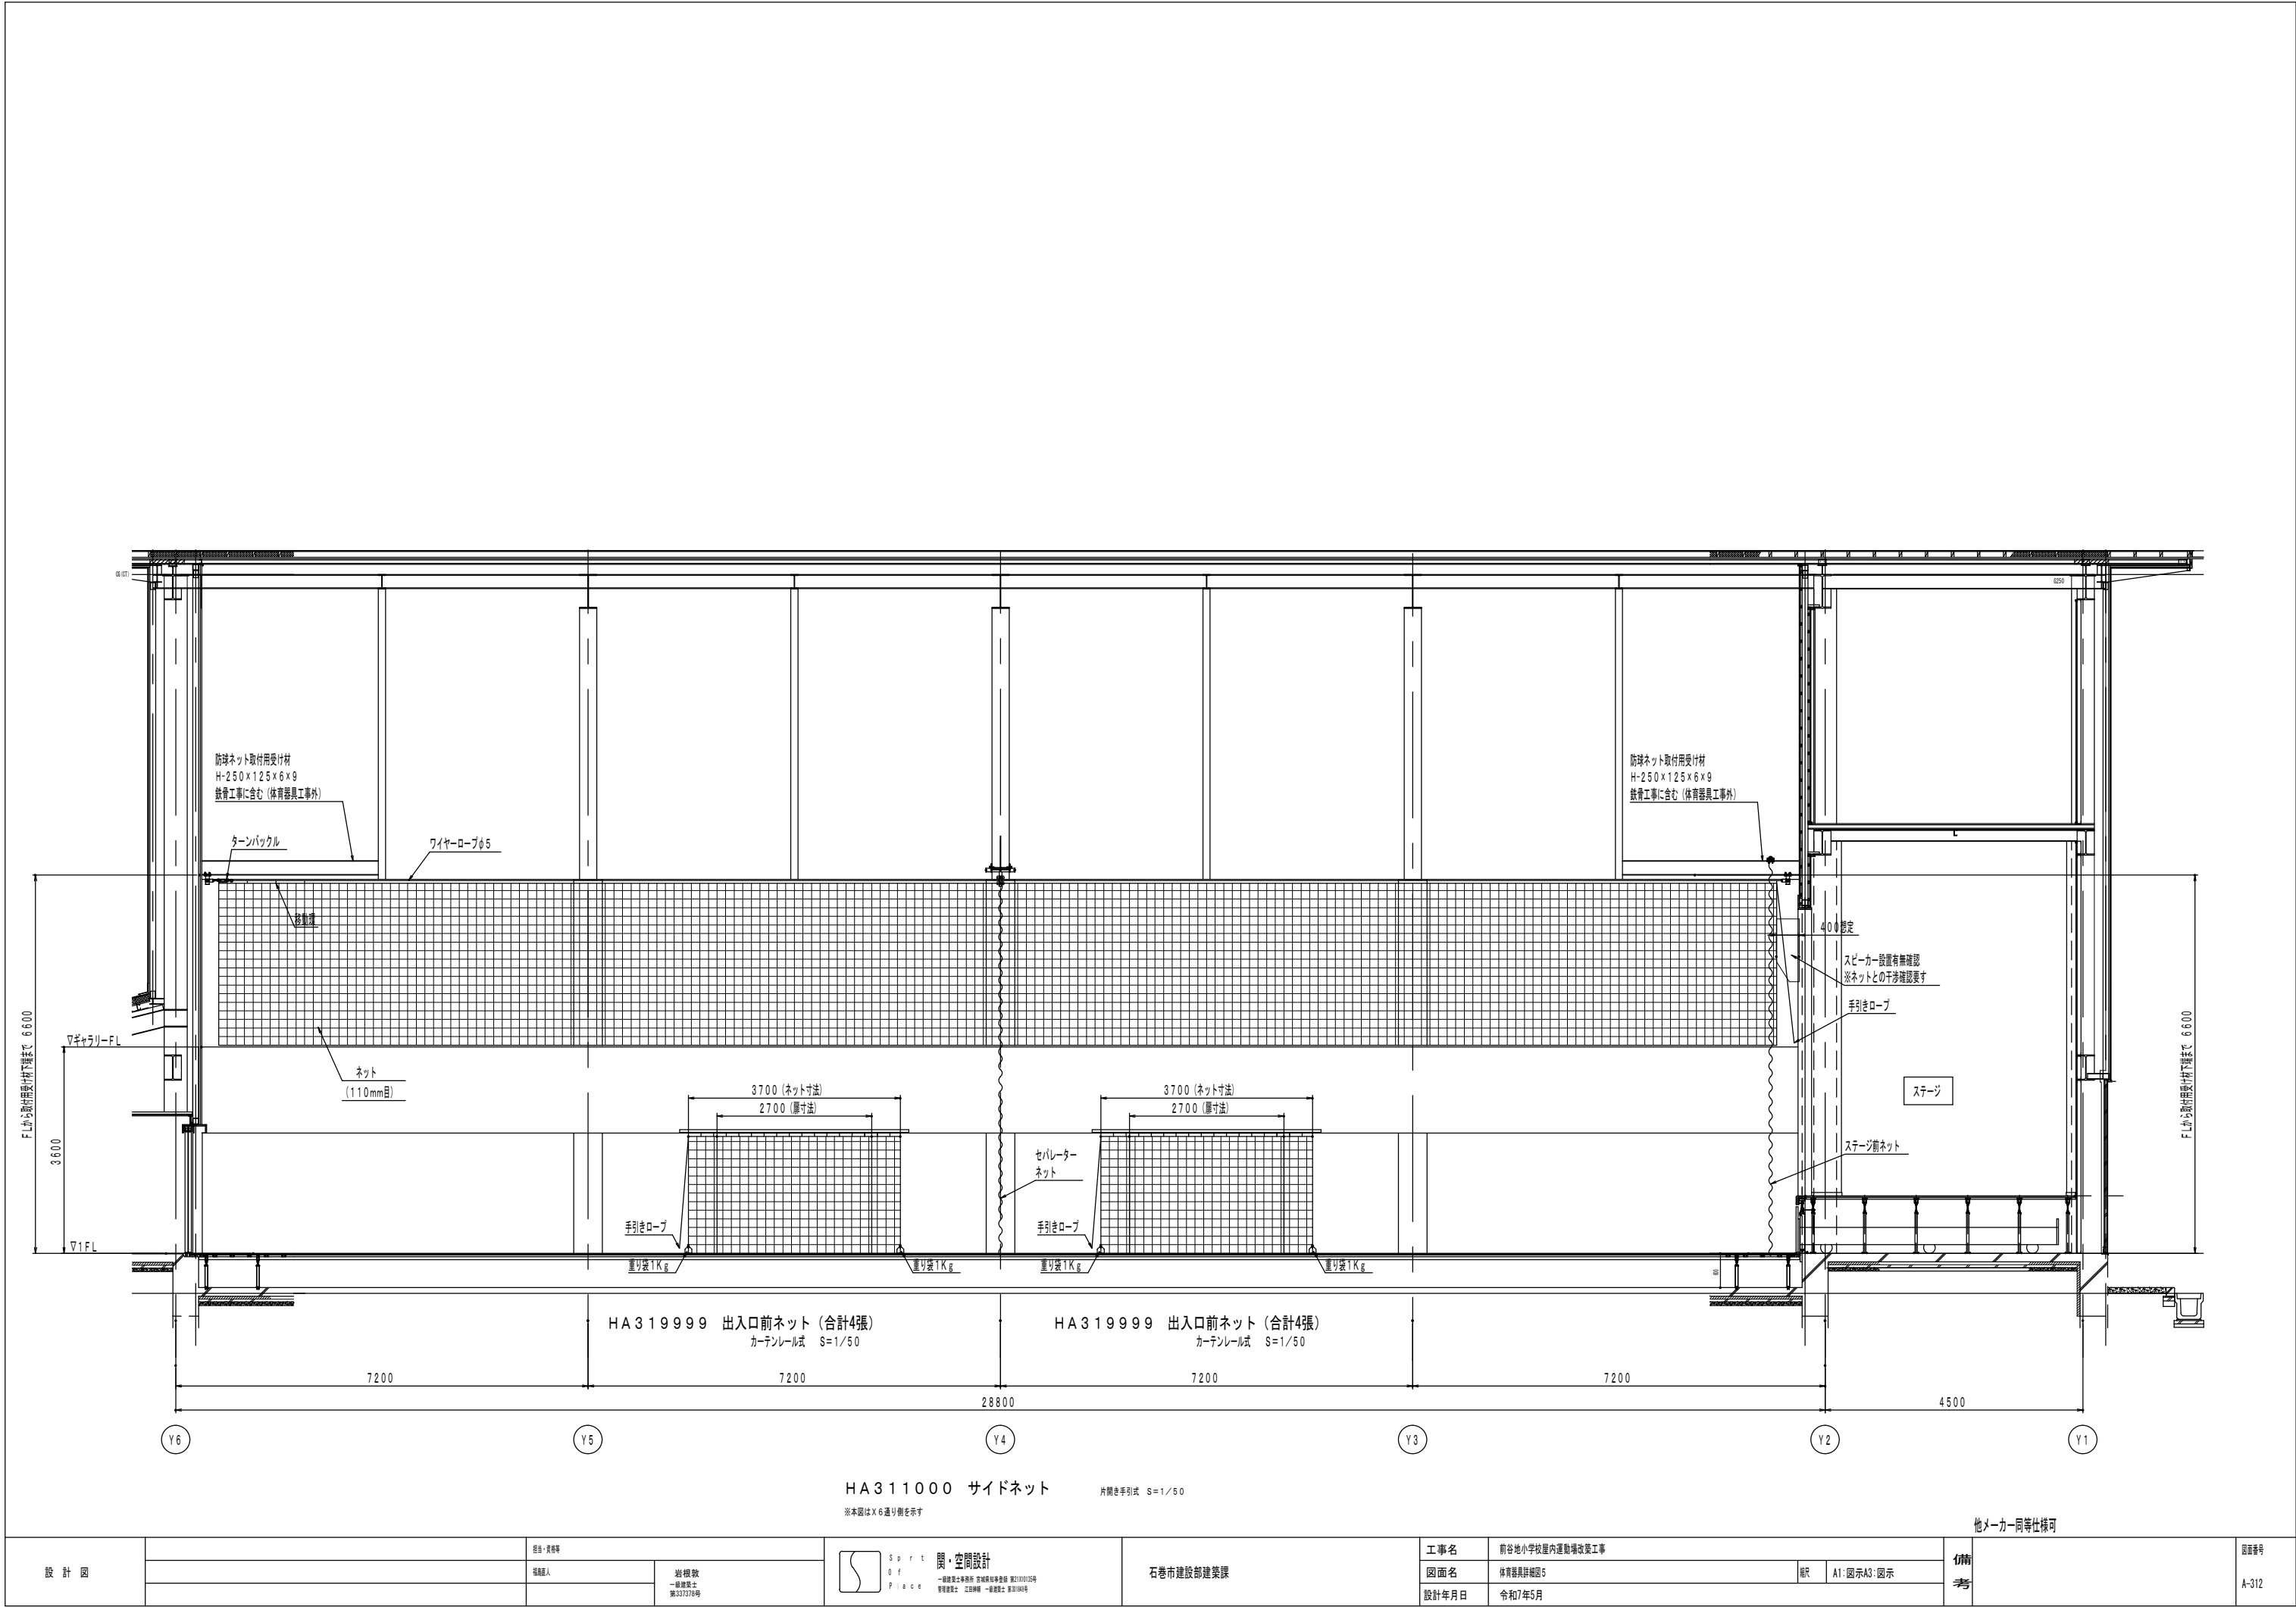 防球ネット取付用受け材
H-250×125×6×9
鉄骨工事に含む（体育器具工事外）
ターンバックル
ワイヤーロープφ5
防球ネット取付用受け材
H-250×125×6×9
鉄骨工事に含む（体育器具工事外）
G250
400想定
スピーカー設置有無確認
※ネットとの干渉確認要す
手引きロープ
FLから取付用受け材下端まで 6600
▽ギャラリーFL
3600
▽1FL
ネット
(110mm目)
3700（ネット寸法）
2700（扉寸法）
3700（ネット寸法）
2700（扉寸法）
セパレーター
ネット
手引きロープ
手引きロープ
重り袋1Kg
重り袋1Kg
重り袋1Kg
重り袋1Kg
ステージ
ステージ前ネット
FLから取付用受け材下端まで 6600
HA319999 出入口前ネット（合計4張）
カーテンレール式 S=1/50
HA319999 出入口前ネット（合計4張）
カーテンレール式 S=1/50
7200
7200
7200
7200
28800
4500
Y6
Y5
Y4
Y3
Y2
Y1
HA311000 サイドネット
片開き手引式 S=1/50
※本図はX6通り側を示す
他メーカー同等仕様可
設計図
担当・資格等
福島直人
岩根敦
一級建築士
第337378号
関・空間設計
石巻市建設部建築課
工事名
前谷地小学校屋内運動場改築工事
図面名
体育器具詳細図5
縮尺
A1:図示A3:図示
設計年月日
令和7年5月
備考
図面番号
A-312